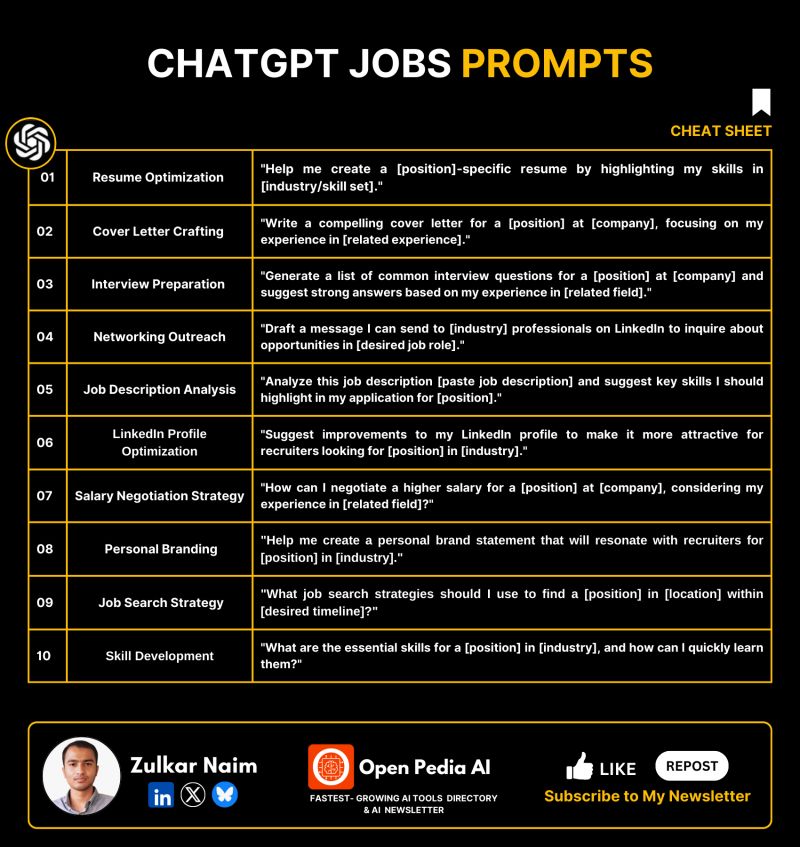 CHATGPT JOBS PROMPTS
CHEAT SHEET
01
Resume Optimization
"Help me create a [position]-specific resume by highlighting my skills in
[industry/skill set]."
02
Cover Letter Crafting
"Write a compelling cover letter for a [position] at [company], focusing on my
experience in [related experience]."
03
Interview Preparation
"Generate a list of common interview questions for a [position] at [company] and
suggest strong answers based on my experience in [related field]."
04
Networking Outreach
"Draft a message I can send to [industry] professionals on LinkedIn to inquire about
opportunities in [desired job role]."
05
Job Description Analysis
"Analyze this job description [paste job description] and suggest key skills I should
highlight in my application for [position]."
06
LinkedIn Profile
Optimization
"Suggest improvements to my LinkedIn profile to make it more attractive for
recruiters looking for [position] in [industry]."
07
Salary Negotiation Strategy
"How can I negotiate a higher salary for a [position] at [company], considering my
experience in [related field]?"
08
Personal Branding
"Help me create a personal brand statement that will resonate with recruiters for
[position] in [industry]."
09
Job Search Strategy
"What job search strategies should I use to find a [position] in [location] within
[desired timeline]?"
10
Skill Development
"What are the essential skills for a [position] in [industry], and how can I quickly learn
them?"
Zulkar Naim
in
Open Pedia AI
FASTEST- GROWING AI TOOLS DIRECTORY
& AI NEWSLETTER
LIKE
REPOST
Subscribe to My Newsletter